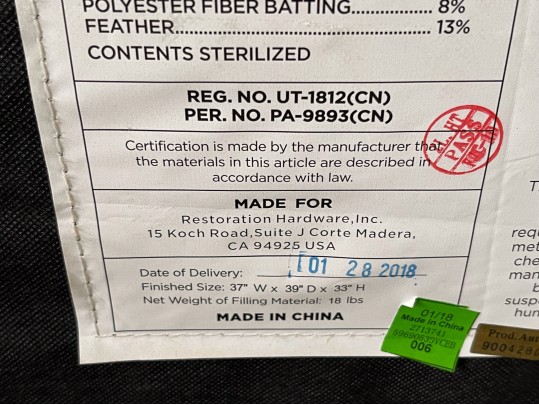 POLYESTER FIBER BATTING................ 8%
FEATHER................................................ 13%
CONTENTS STERILIZED
REG. NO. UT-1812(CN)
PER. NO. PA-9893(CN)
Certification is made by the manufacturer that
the materials in this article are described in
accordance with law.
PASS
MADE FOR
Restoration Hardware,Inc.
15 Koch Road,Suite J Corte Madera,
CA 94925 USA
Date of Delivery: 01 28 2018
Finished Size: 37" W x 39" D x 33" H
Net Weight of Filling Material: 18 lbs
MADE IN CHINA
01/18
Made in China
2713741
006
Prod.